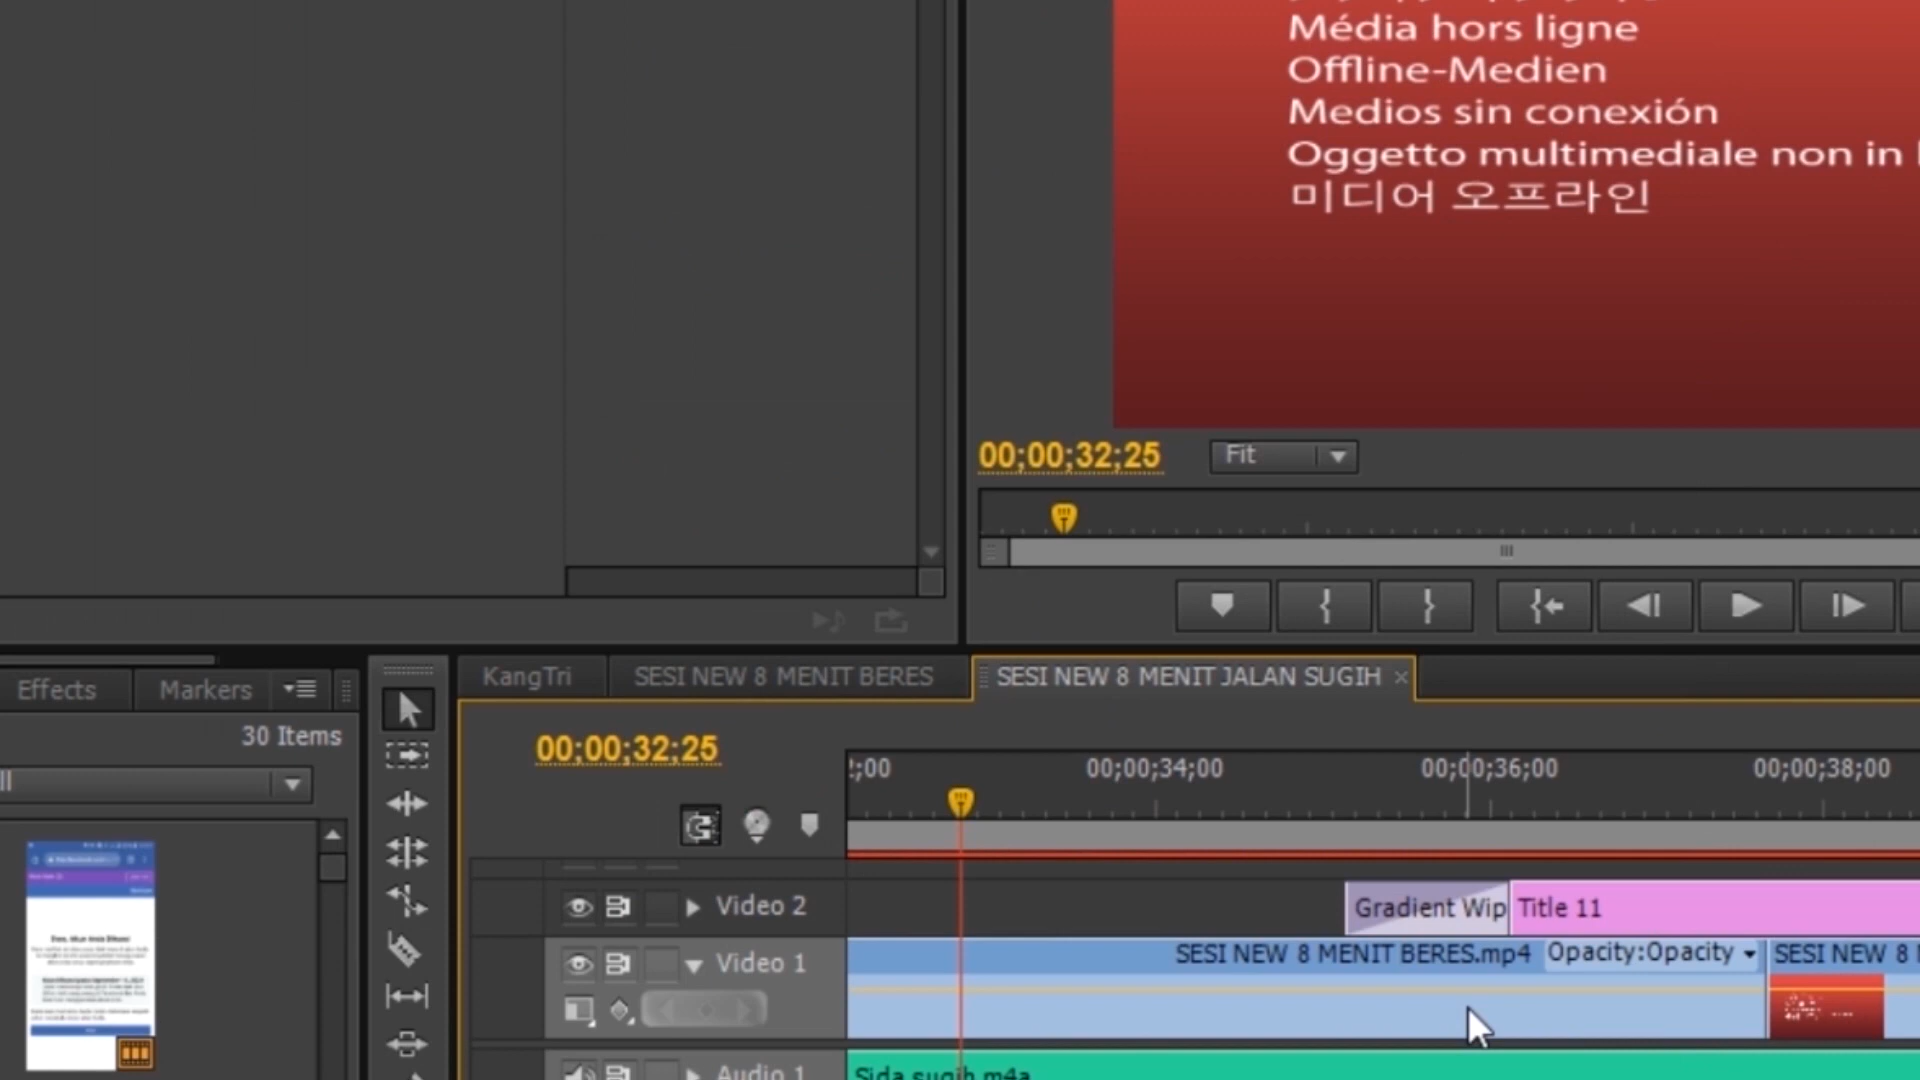 Média hors ligne
Offline-Medien
Medios sin conexión
Oggetto multimediale non in
미디어 오프라인
00;00;32;25
Fit
Effects
Markers
KangTri
SESI NEW 8 MENIT BERES
SESI NEW 8 MENIT JALAN SUGIH
30 Items
00;00;32;25
;00
00;00;34;00
00;00;36;00
00;00;38;00
Video 2
Gradient Wip
Title 11
Video 1
SESI NEW 8 MENIT BERES.mp4
Opacity:Opacity
SESI NEW 8
Audio 1
Sida sugih m4a